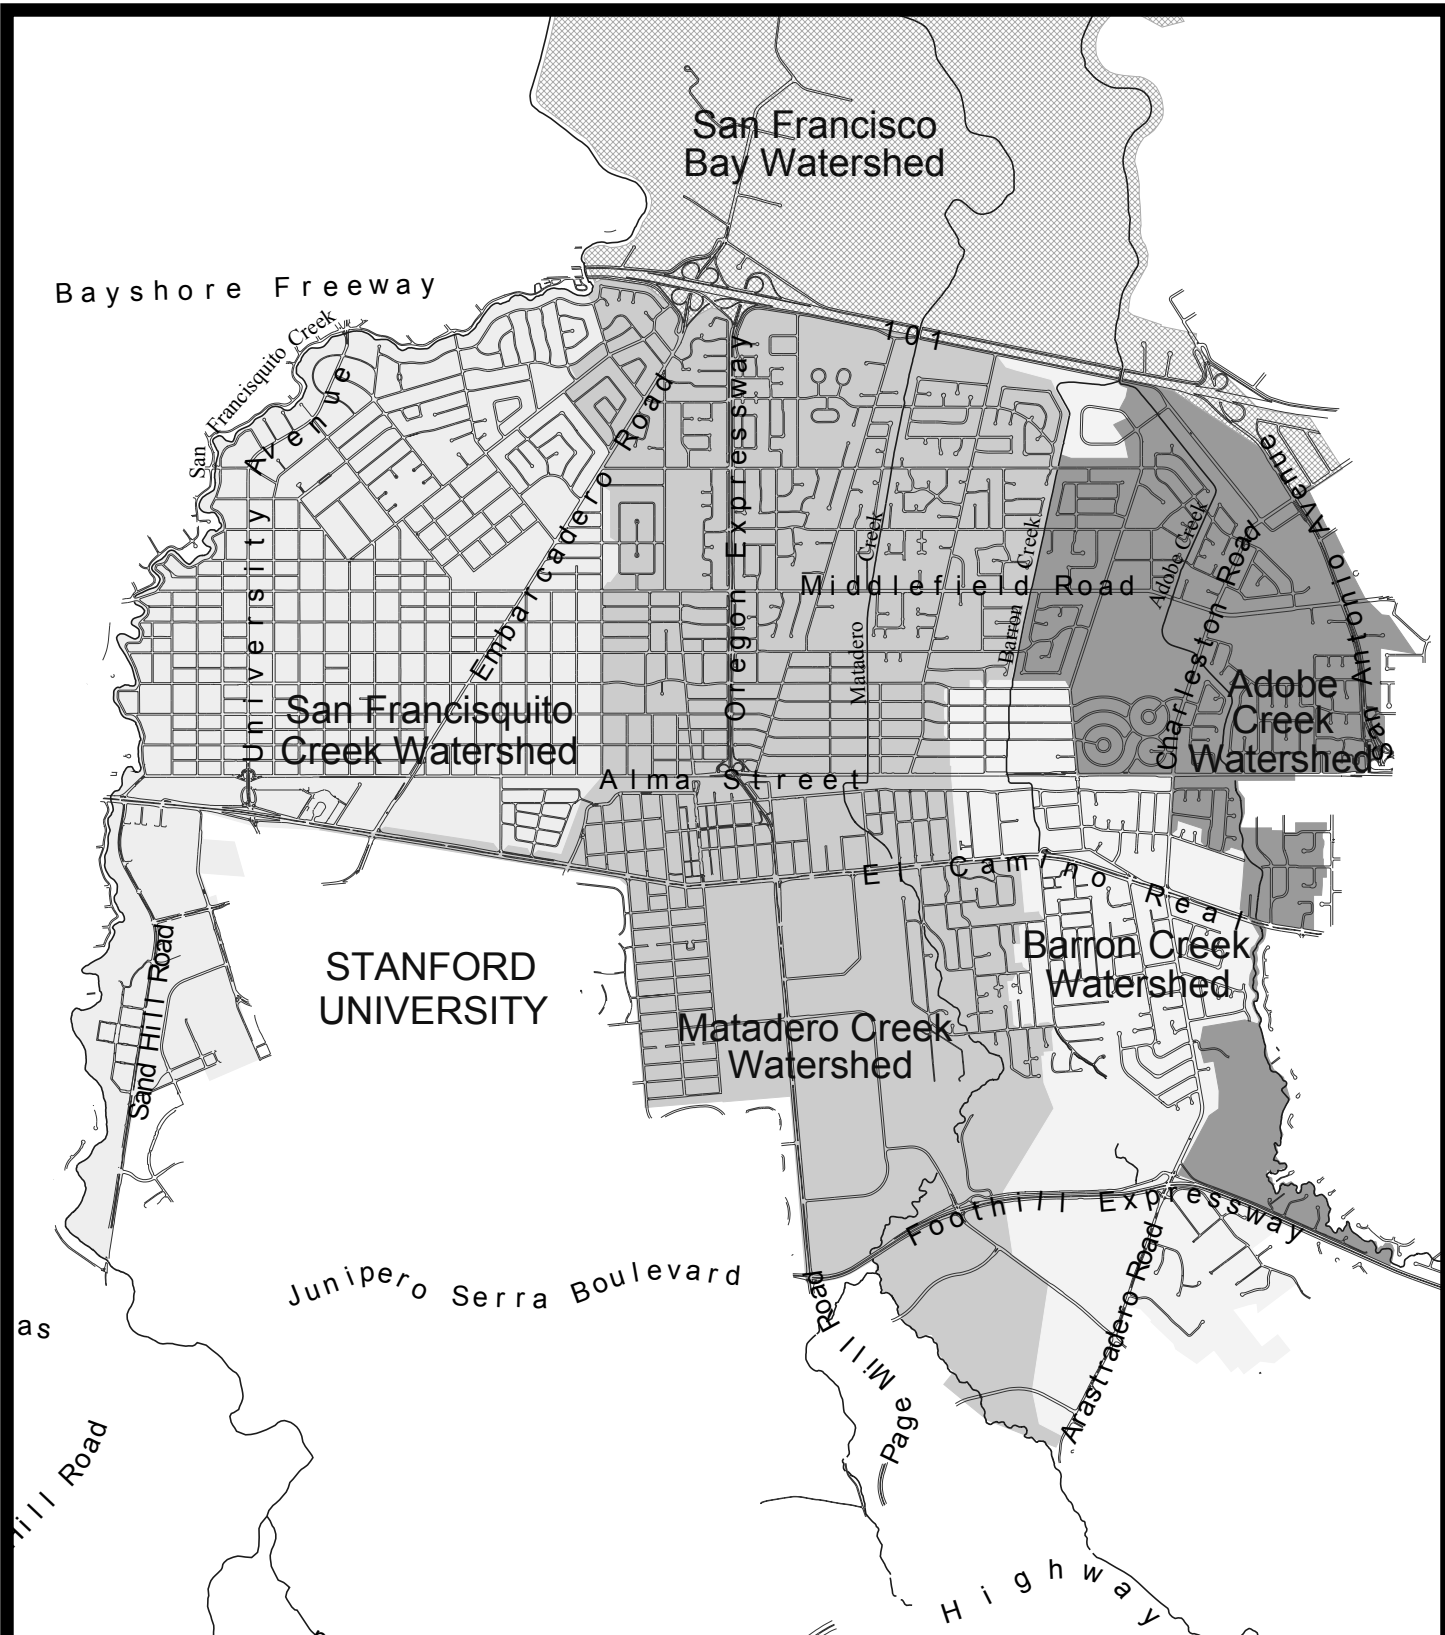 San Francisco
Bay Watershed
Bayshore Freeway
101
San Francisquito Creek
University Avenue
Embarcadero Road
Oregon Expressway
Matadero Creek
Barron Creek
Adobe Creek
Charleston Road
San Antonio Avenue
Middlefield Road
San Francisquito
Creek Watershed
Adobe
Creek
Watershed
Alma Street
El Camino Real
STANFORD
UNIVERSITY
Sand Hill Road
Barron Creek
Watershed
Matadero Creek
Watershed
Foothill Expressway
Junipero Serra Boulevard
Arastradero Road
Page Mill Road
as
ill Road
Highway